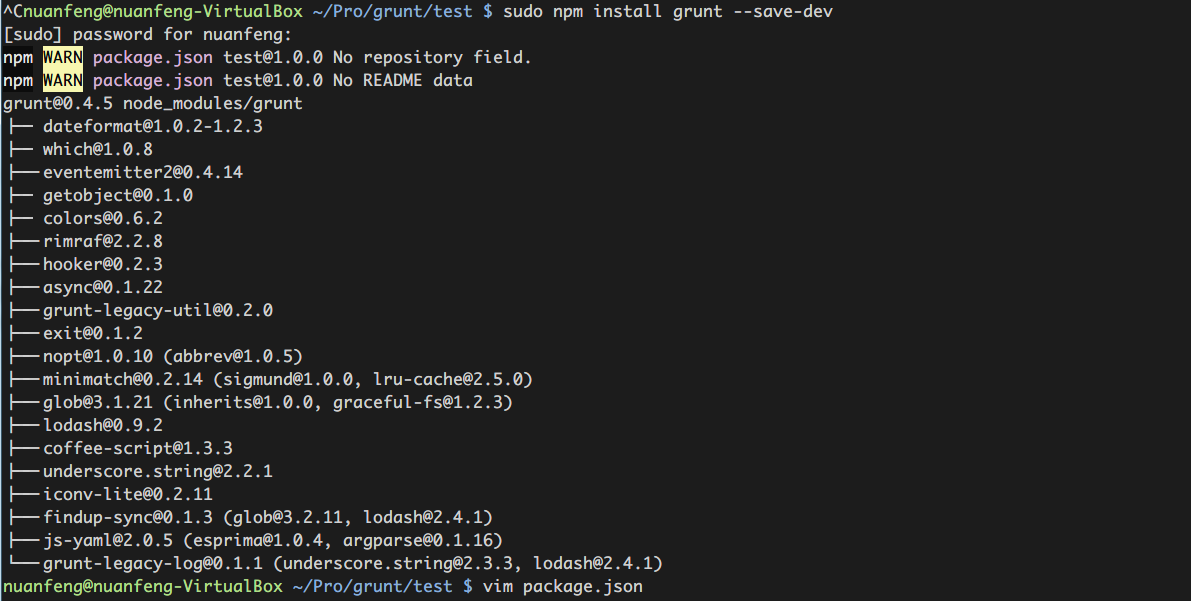 ^Cnuanfeng@nuanfeng-VirtualBox ~/Pro/grunt/test $ sudo npm install grunt --save-dev
[sudo] password for nuanfeng:
npm WARN package.json test@1.0.0 No repository field.
npm WARN package.json test@1.0.0 No README data
grunt@0.4.5 node_modules/grunt
├── dateformat@1.0.2-1.2.3
├── which@1.0.8
├── eventemitter2@0.4.14
├── getobject@0.1.0
├── colors@0.6.2
├── rimraf@2.2.8
├── hooker@0.2.3
├── async@0.1.22
├── grunt-legacy-util@0.2.0
├── exit@0.1.2
├── nopt@1.0.10 (abbrev@1.0.5)
├── minimatch@0.2.14 (sigmund@1.0.0, lru-cache@2.5.0)
├── glob@3.1.21 (inherits@1.0.0, graceful-fs@1.2.3)
├── lodash@0.9.2
├── coffee-script@1.3.3
├── underscore.string@2.2.1
├── iconv-lite@0.2.11
├── findup-sync@0.1.3 (glob@3.2.11, lodash@2.4.1)
├── js-yaml@2.0.5 (esprima@1.0.4, argparse@0.1.16)
└── grunt-legacy-log@0.1.1 (underscore.string@2.3.3, lodash@2.4.1)
nuanfeng@nuanfeng-VirtualBox ~/Pro/grunt/test $ vim package.json